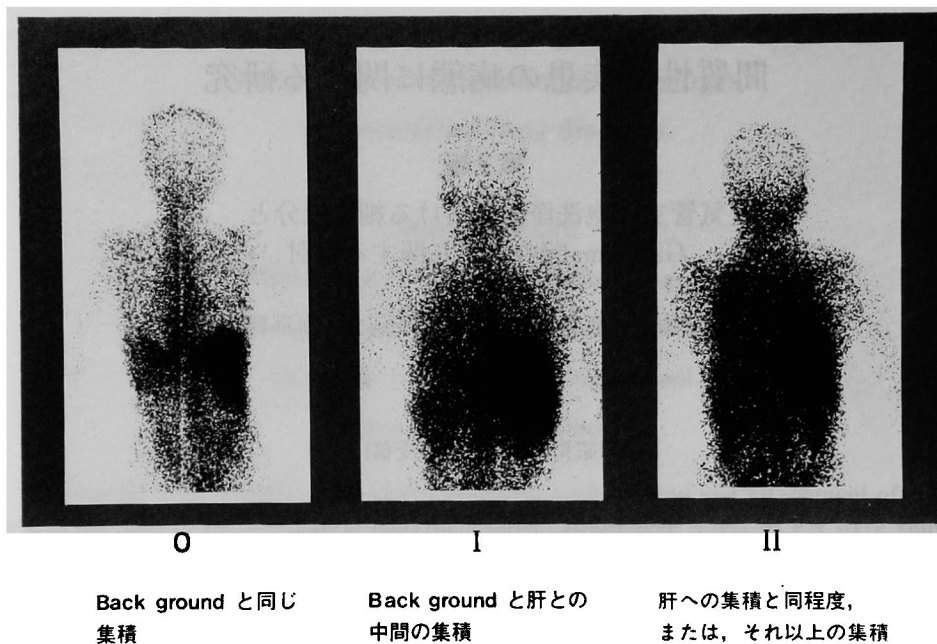 O
Back ground と同じ
集積
I
Back ground と肝との
中間の集積
II
肝への集積と同程度,
または, それ以上の集積